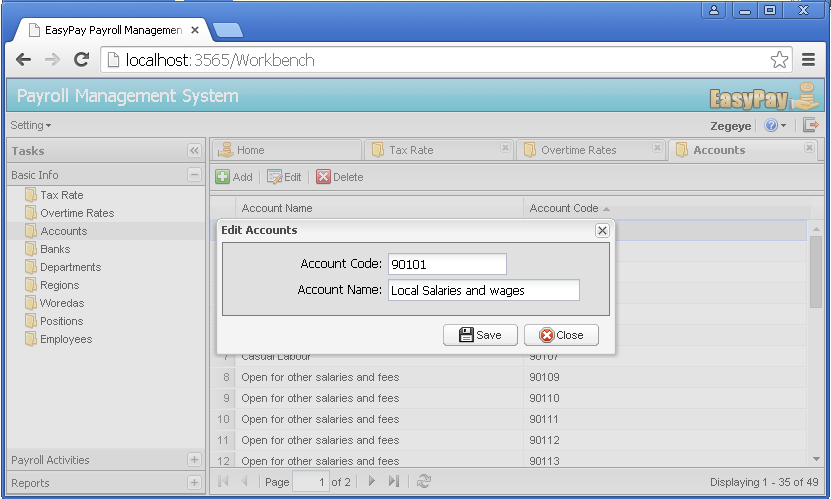 EasyPay Payroll Managemen
localhost:3565/Workbench
Payroll Management System EasyPay
Setting Zegeye
Tasks Home Tax Rate Overtime Rates Accounts
Basic Info Add Edit Delete
Tax Rate Account Name Account Code
Overtime Rates
Accounts
Banks
Departments
Regions
Woredas
Positions
Employees
Edit Accounts
Account Code: 90101
Account Name: Local Salaries and wages
Save Close
7 Casual Labour 90107
8 Open for other salaries and fees 90109
9 Open for other salaries and fees 90110
10 Open for other salaries and fees 90111
11 Open for other salaries and fees 90112
12 Open for other salaries and fees 90113
Payroll Activities
Reports Page 1 of 2 Displaying 1 - 35 of 49